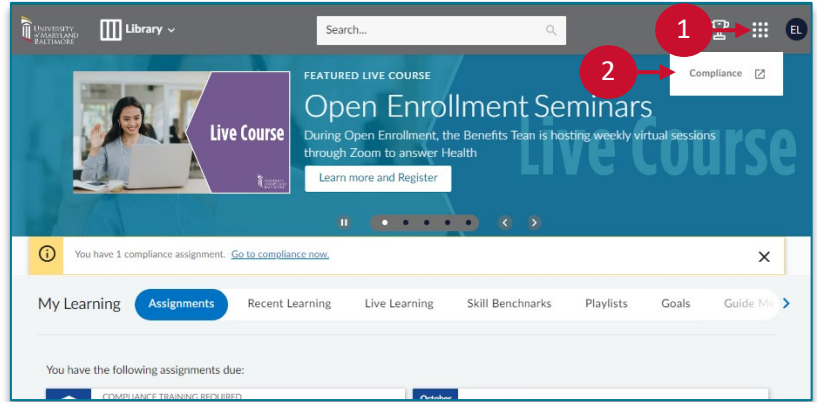 UNIVERSITY
of MARYLAND
BALTIMORE
Library
Search...
1
EL
2
Compliance
FEATURED LIVE COURSE
Open Enrollment Seminars
Live Course
During Open Enrollment, the Benefits Team is hosting weekly virtual sessions
through Zoom to answer Health
Live Course
Learn more and Register
You have 1 compliance assignment. Go to compliance now.
My Learning
Assignments
Recent Learning
Live Learning
Skill Benchnarks
Playlists
Goals
Guide Me
You have the following assignments due:
COMPLIANCE TRAINING REQUIRED
October